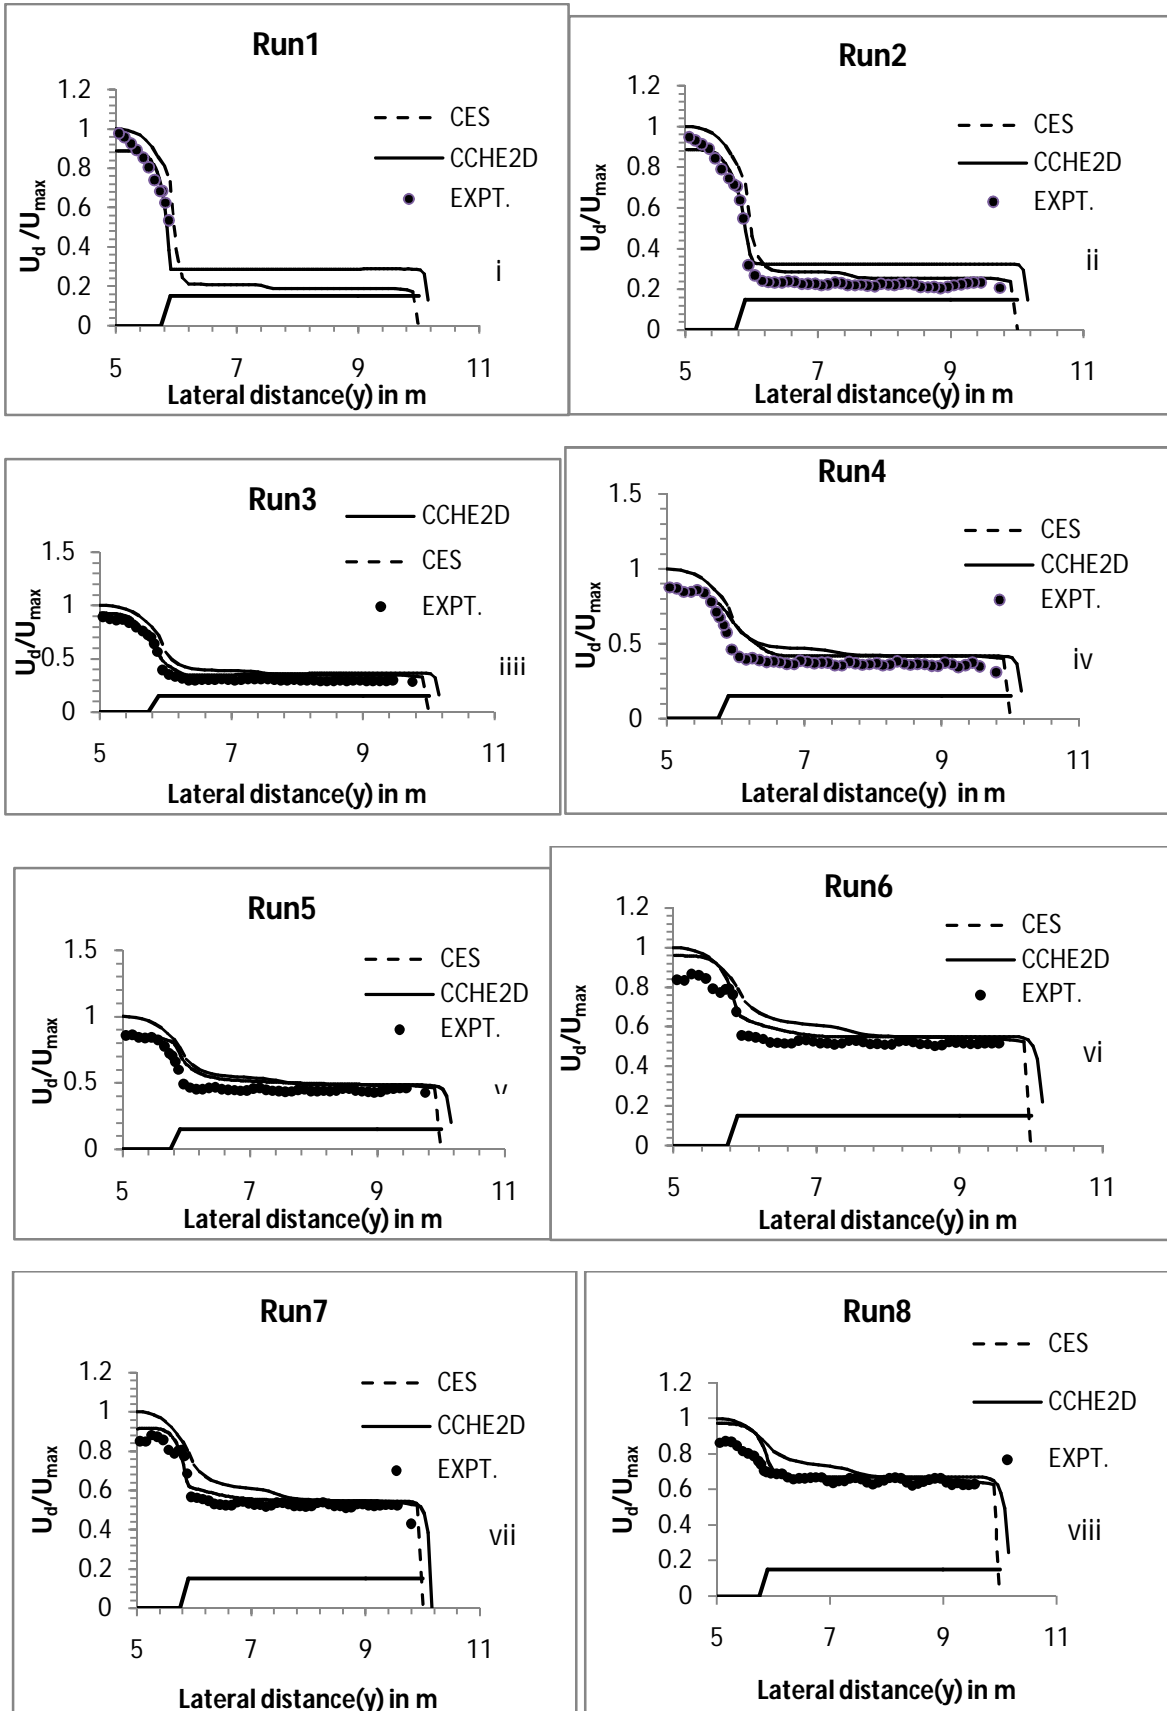 Run1
1.2
1
0.8
0.6
0.4
0.2
0
5
7
9
11
Ud /Umax
Lateral distance(y) in m
CES
CCHE2D
EXPT.
i
Run2
1.2
1
0.8
0.6
0.4
0.2
0
5
7
9
11
Ud/Umax
Lateral distance(y) in m
CES
CCHE2D
EXPT.
ii
Run3
1.5
1
0.5
0
5
7
9
11
Ud/Umax
Lateral distance(y) in m
CCHE2D
CES
EXPT.
iiii
Run4
1.5
1
0.5
0
5
7
9
11
Ud/Umax
Lateral distance(y) in m
CES
CCHE2D
EXPT.
iv
Run5
1.5
1
0.5
0
5
7
9
11
Ud/Umax
Lateral distance(y) in m
CES
CCHE2D
EXPT.
v
Run6
1.2
1
0.8
0.6
0.4
0.2
0
5
7
9
11
Ud/Umax
Lateral distance(y) in m
CES
CCHE2D
EXPT.
vi
Run7
1.2
1
0.8
0.6
0.4
0.2
0
5
7
9
11
Ud/Umax
Lateral distance(y) in m
CES
CCHE2D
EXPT.
vii
Run8
1.2
1
0.8
0.6
0.4
0.2
0
5
7
9
11
Ud/Umax
Lateral distance(y) in m
CES
CCHE2D
EXPT.
viii